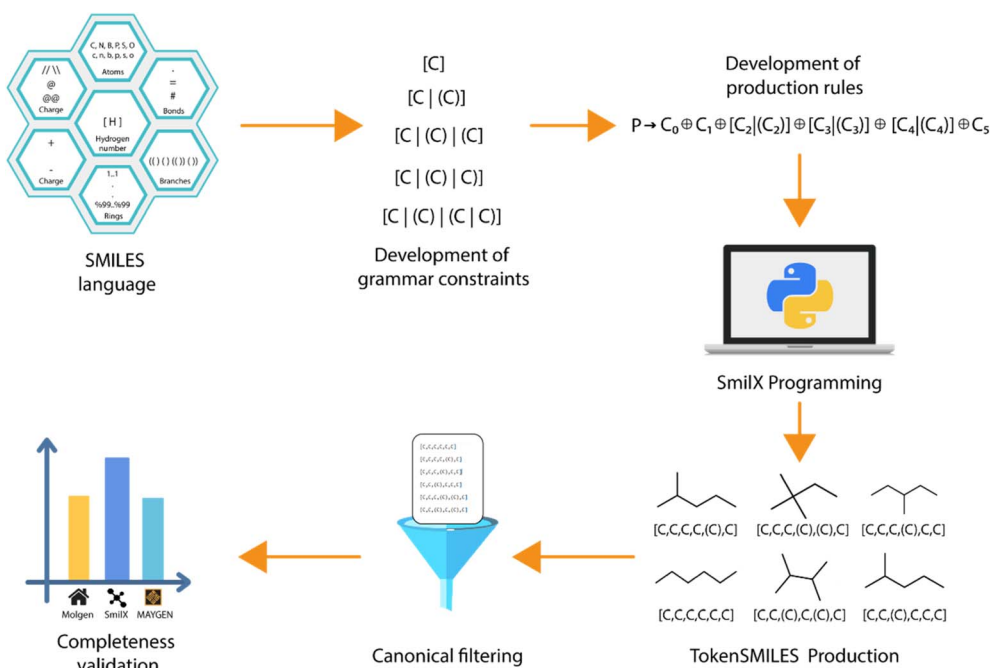 C, N, B, P, S, O
c, n, b, p, s, o
Atoms
// \\
@
@@
Charge
.
=
#
Bonds
[ H ]
Hydrogen
number
+
-
Charge
(( ) ( ) (( )) ( ))
Branches
1..1
.
.
%99..%99
Rings
SMILES
language
[C]
[C | (C)]
[C | (C) | (C]
[C | (C) | C)]
[C | (C) | (C | C)]
Development of
grammar constraints
Development of
production rules
P → C₀ ⊕ C₁ ⊕ [C₂|(C₂)] ⊕ [C₃|(C₃)] ⊕ [C₄|(C₄)] ⊕ C₅
SmilX Programming
[C,C,C,C,(C),C]
[C,C,C,(C),(C),C]
[C,C,C,(C),C,C]
[C,C,C,C,C,C]
[C,C,(C),C,(C),C]
[C,C,(C),C,C,C]
TokenSMILES Production
[C,C,C,C,C,C]
[C,C,C,C,(C),C]
[C,C,C,(C),C,C]
[C,C,(C),C,C,C]
[C,C,C,(C),(C),C]
[C,C,(C),C,(C),C]
Canonical filtering
Molgen
SmilX
MAYGEN
Completeness
validation